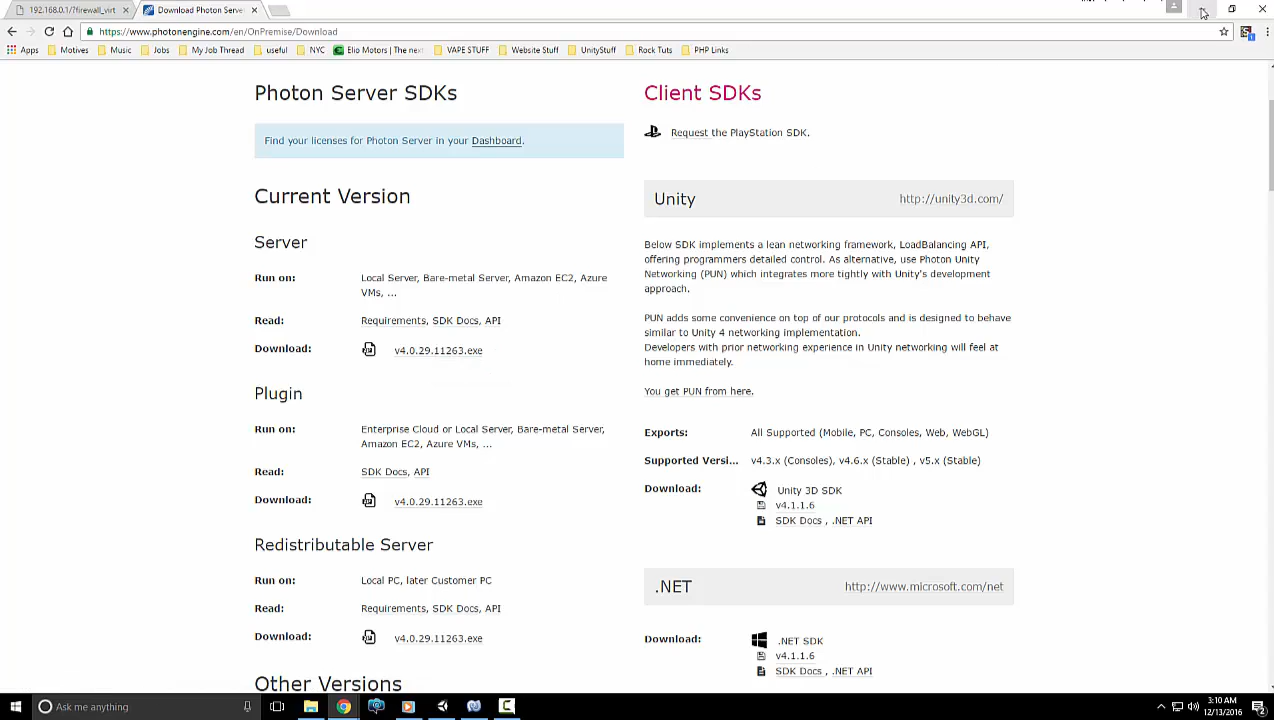 192.168.0.1/?firewall_virt
Download Photon Serve
https://www.photonengine.com/en/OnPremise/Download
Apps
Motives
Music
Jobs
My Job Thread
useful
NYC
Elio Motors | The nex
VAPE STUFF
Website Stuff
UnityStuff
Rock Tuts
PHP Links
Photon Server SDKs
Find your licenses for Photon Server in your Dashboard.
Current Version
Server
Run on: Local Server, Bare-metal Server, Amazon EC2, Azure
VMs, ...
Read: Requirements, SDK Docs, API
Download: v4.0.29.11263.exe
Plugin
Run on: Enterprise Cloud or Local Server, Bare-metal Server,
Amazon EC2, Azure VMs, ...
Read: SDK Docs, API
Download: v4.0.29.11263.exe
Redistributable Server
Run on: Local PC, later Customer PC
Read: Requirements, SDK Docs, API
Download: v4.0.29.11263.exe
Other Versions
Client SDKs
Request the PlayStation SDK.
Unity http://unity3d.com/
Below SDK implements a lean networking framework, LoadBalancing API,
offering programmers detailed control. As alternative, use Photon Unity
Networking (PUN) which integrates more tightly with Unity's development
approach.
PUN adds some convenience on top of our protocols and is designed to behave
similar to Unity 4 networking implementation.
Developers with prior networking experience in Unity networking will feel at
home immediately.
You get PUN from here.
Exports: All Supported (Mobile, PC, Consoles, Web, WebGL)
Supported Versi... v4.3.x (Consoles), v4.6.x (Stable) , v5.x (Stable)
Download: Unity 3D SDK
v4.1.1.6
SDK Docs , .NET API
.NET http://www.microsoft.com/net
Download: .NET SDK
v4.1.1.6
SDK Docs , .NET API
Ask me anything
3:10 AM
12/13/2016
2